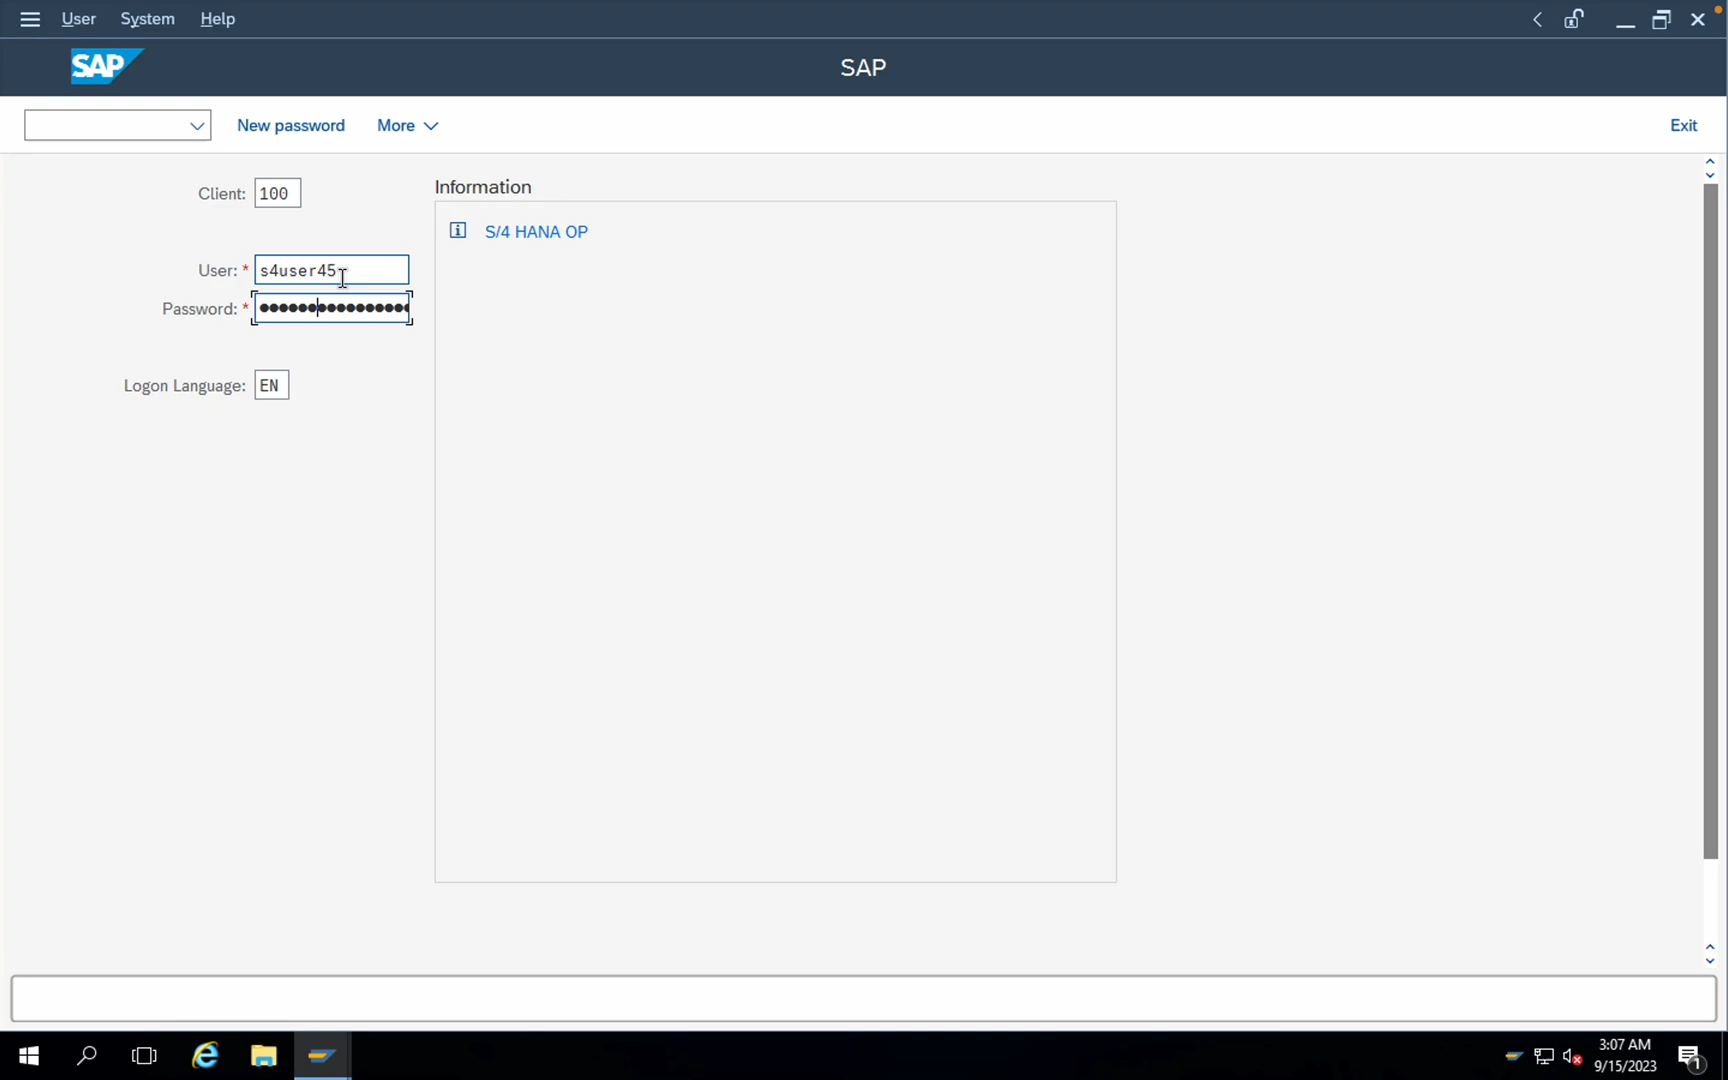 User System Help
SAP
SAP
New password More
Exit
Client: 100
Information
S/4 HANA OP
User: * s4user45
Password: * ●●●●●●●●●●●●●●●●
Logon Language: EN
3:07 AM
9/15/2023
1